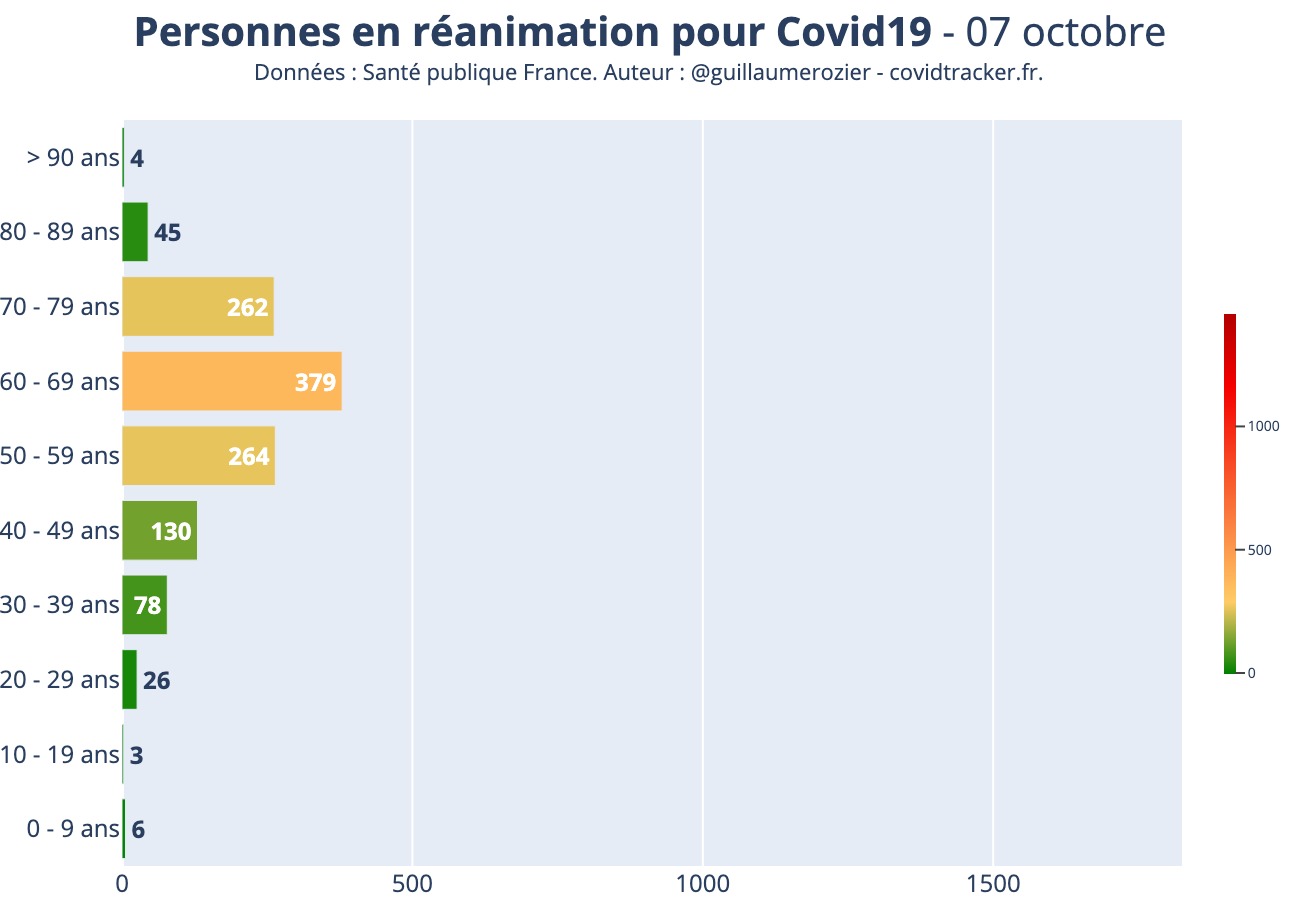 Personnes en réanimation pour Covid19 - 07 octobre
Données : Santé publique France. Auteur : @guillaumerozier - covidtracker.fr.
> 90 ans 4
80 - 89 ans 45
70 - 79 ans 262
60 - 69 ans 379
50 - 59 ans 264
40 - 49 ans 130
30 - 39 ans 78
20 - 29 ans 26
10 - 19 ans 3
0 - 9 ans 6
0 500 1000 1500
1000
500
0